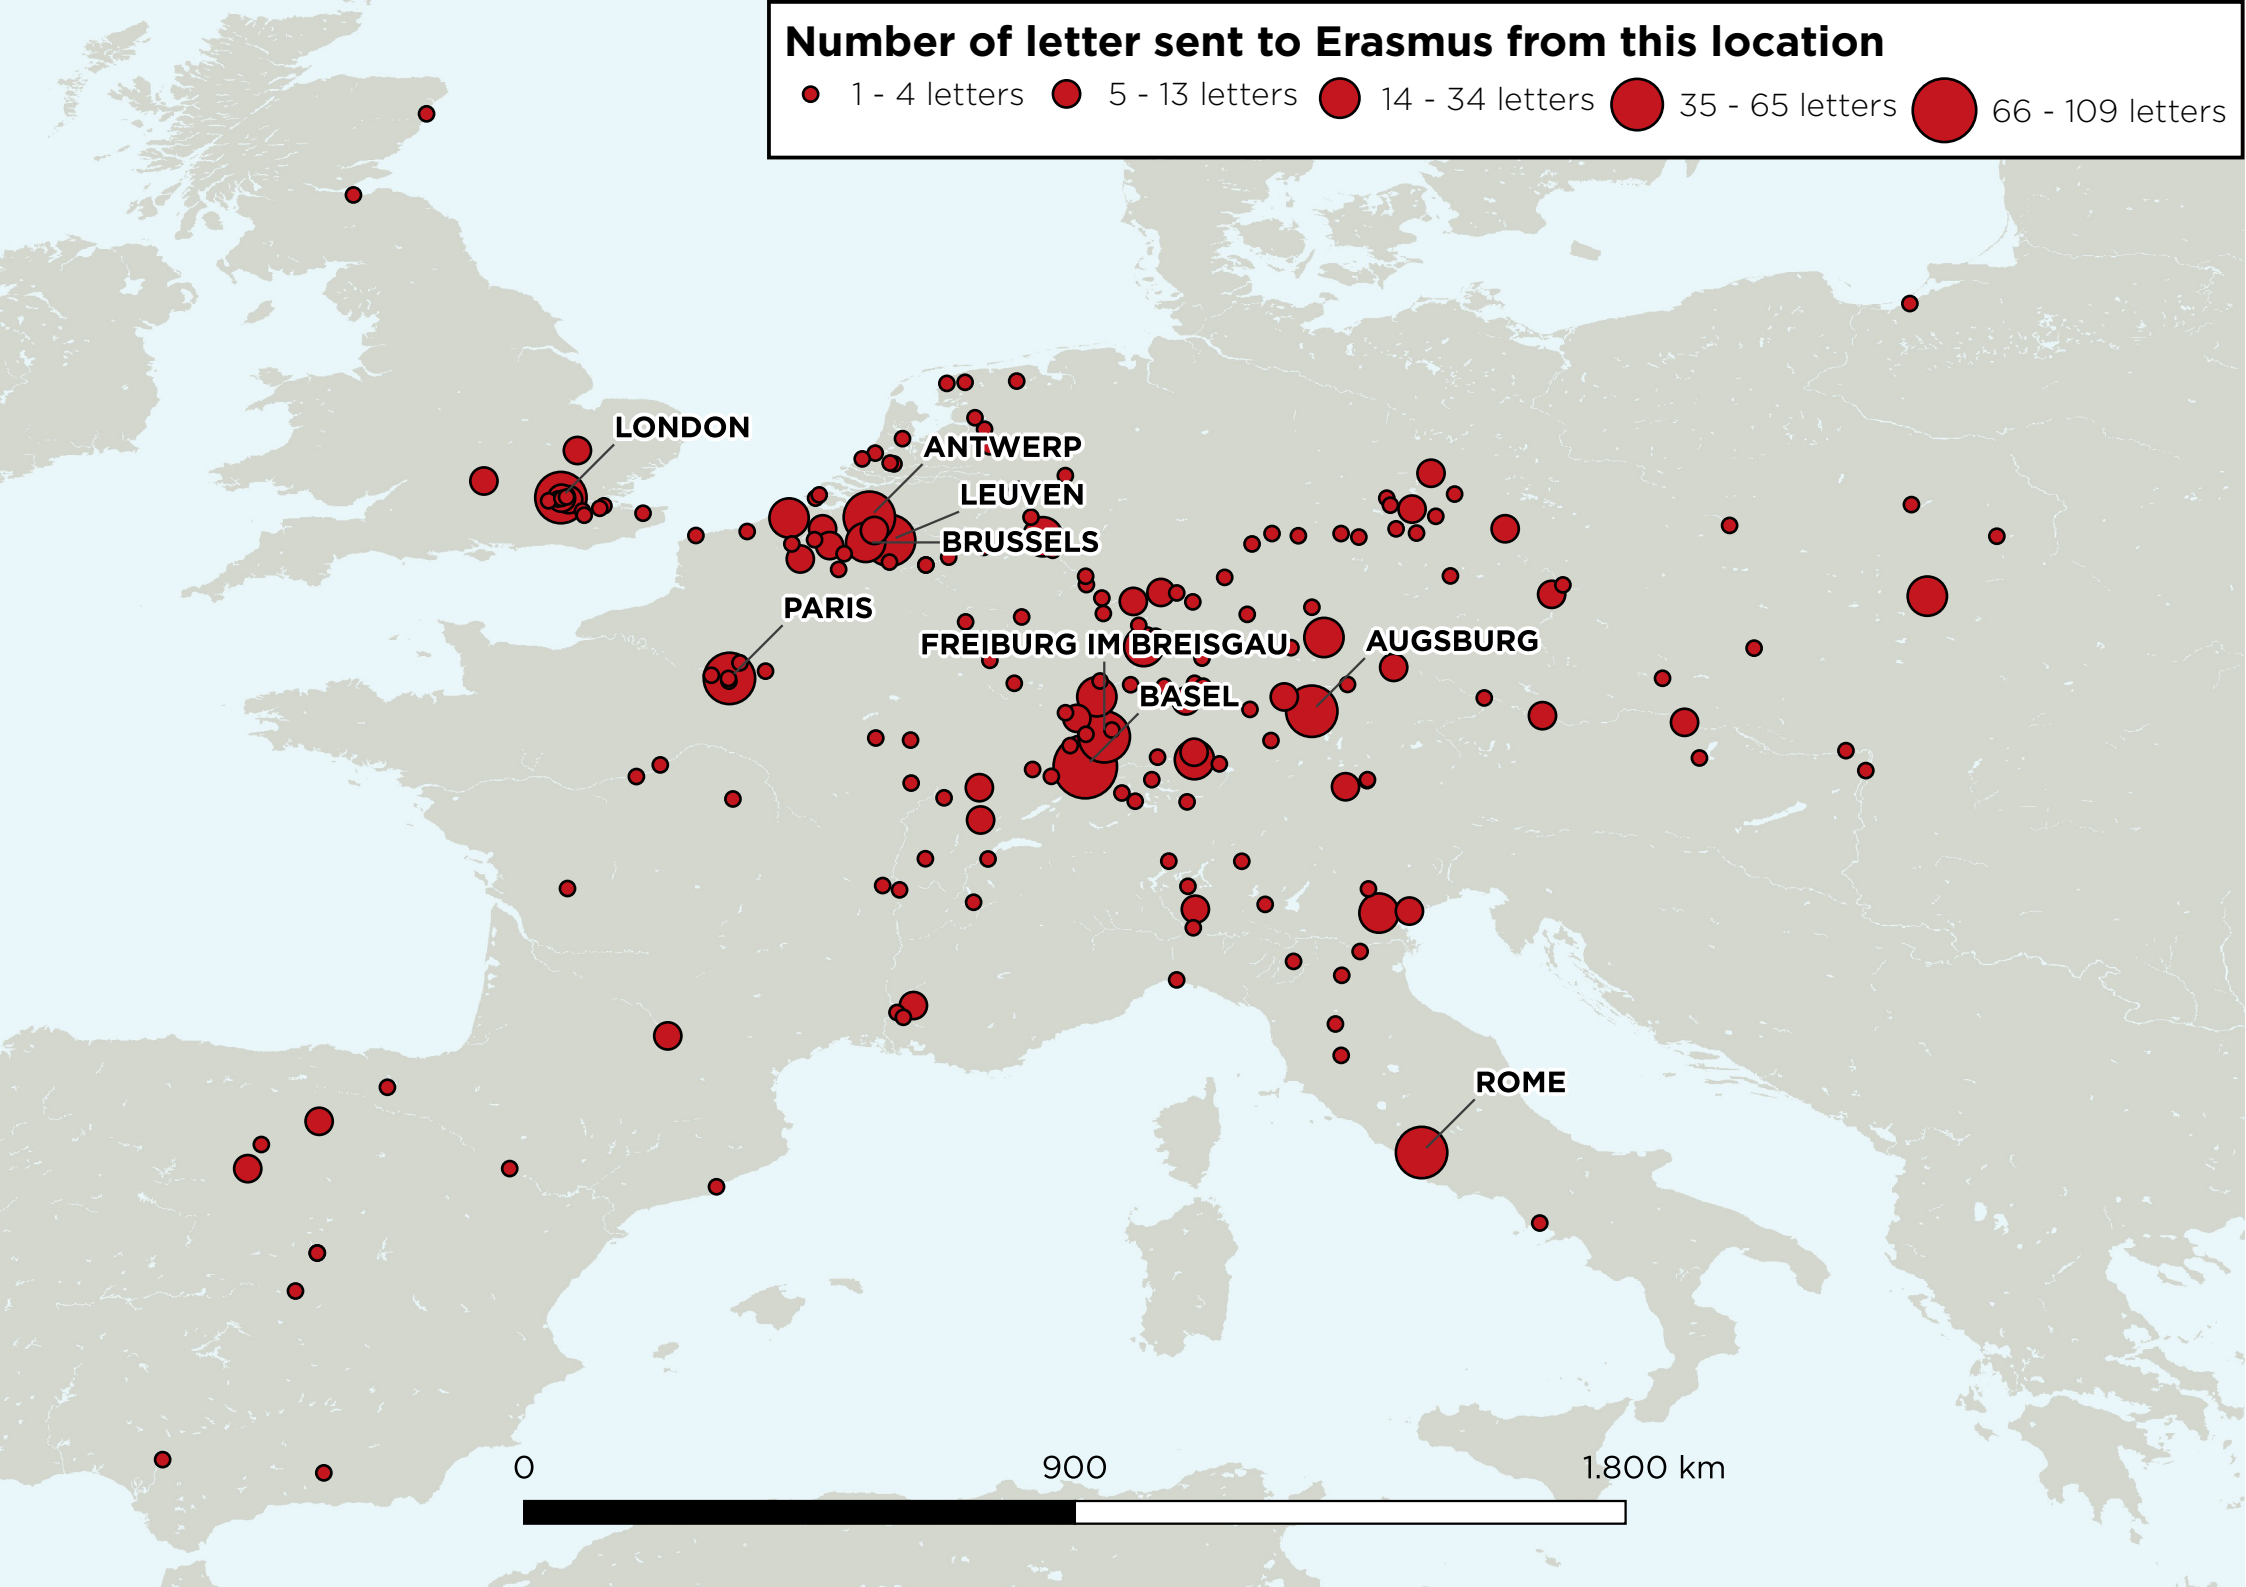 Number of letter sent to Erasmus from this location
1 - 4 letters
5 - 13 letters
14 - 34 letters
35 - 65 letters
66 - 109 letters
LONDON
ANTWERP
LEUVEN
BRUSSELS
PARIS
FREIBURG IM BREISGAU
AUGSBURG
BASEL
ROME
0
900
1.800 km